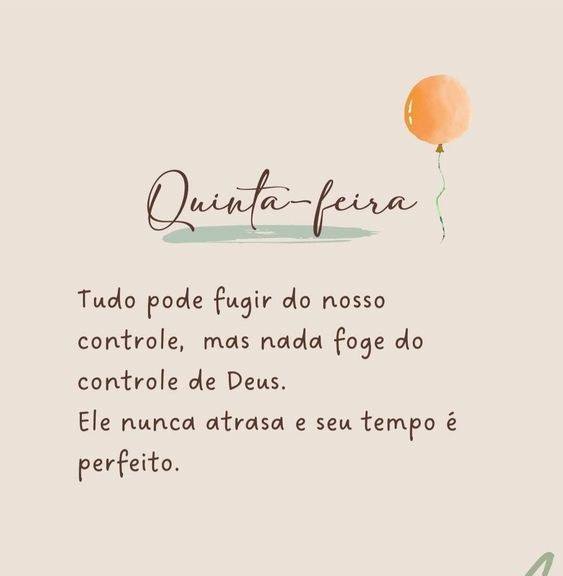 Quinta-feira
Tudo pode fugir do nosso
controle, mas nada foge do
controle de Deus.
Ele nunca atrasa e seu tempo é
perfeito.